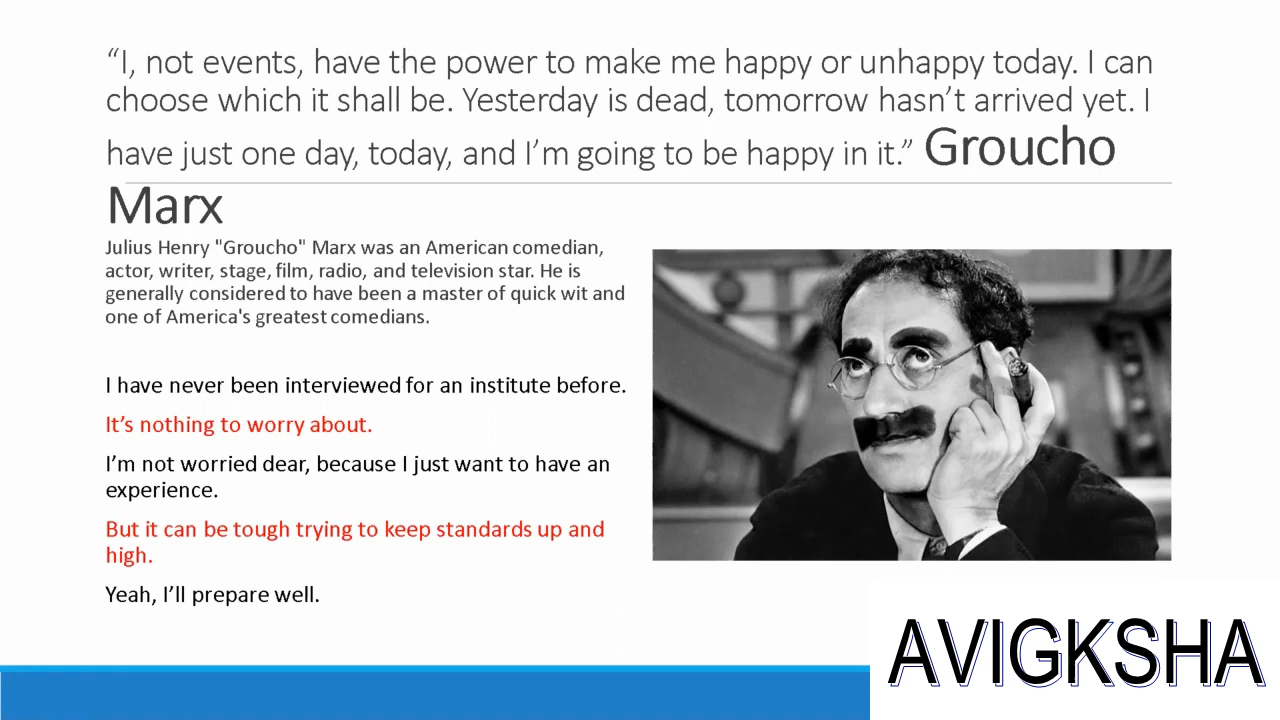 “I, not events, have the power to make me happy or unhappy today. I can
choose which it shall be. Yesterday is dead, tomorrow hasn’t arrived yet. I
have just one day, today, and I’m going to be happy in it.” Groucho
Marx
Julius Henry "Groucho" Marx was an American comedian,
actor, writer, stage, film, radio, and television star. He is
generally considered to have been a master of quick wit and
one of America's greatest comedians.
I have never been interviewed for an institute before.
It’s nothing to worry about.
I’m not worried dear, because I just want to have an
experience.
But it can be tough trying to keep standards up and
high.
Yeah, I’ll prepare well.
AVIGKSHA